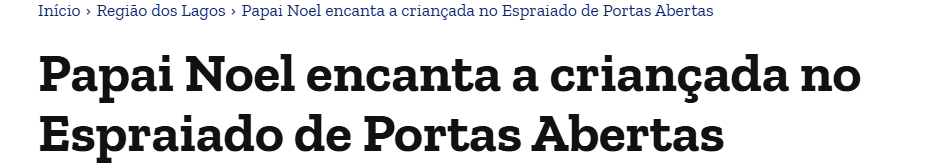 Início › Região dos Lagos › Papai Noel encanta a criançada no Espraiado de Portas Abertas
Papai Noel encanta a criançada no
Espraiado de Portas Abertas